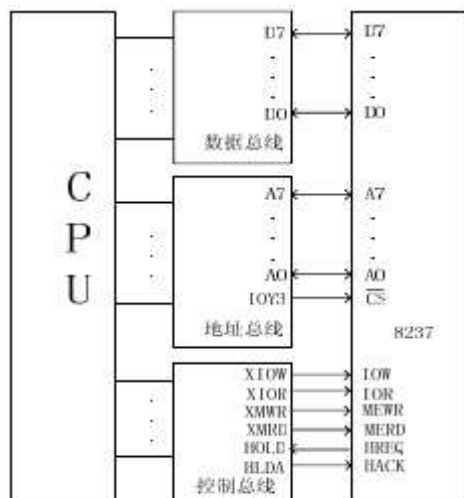 CPU
D7 D7
D0 D0
数据总线
A7 A7
A0 A0
IOY3 CS
地址总线
8237
XIOW IOW
XIOR IOR
XMWR MEWR
XMRD MERD
HOLD HREQ
HLDA HACK
控制总线